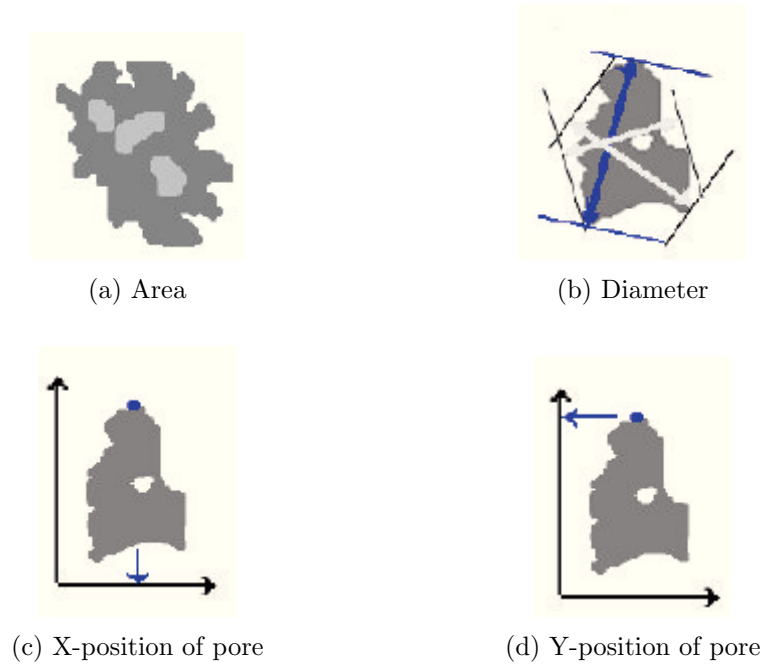 (a) Area
(b) Diameter
(c) X-position of pore
(d) Y-position of pore